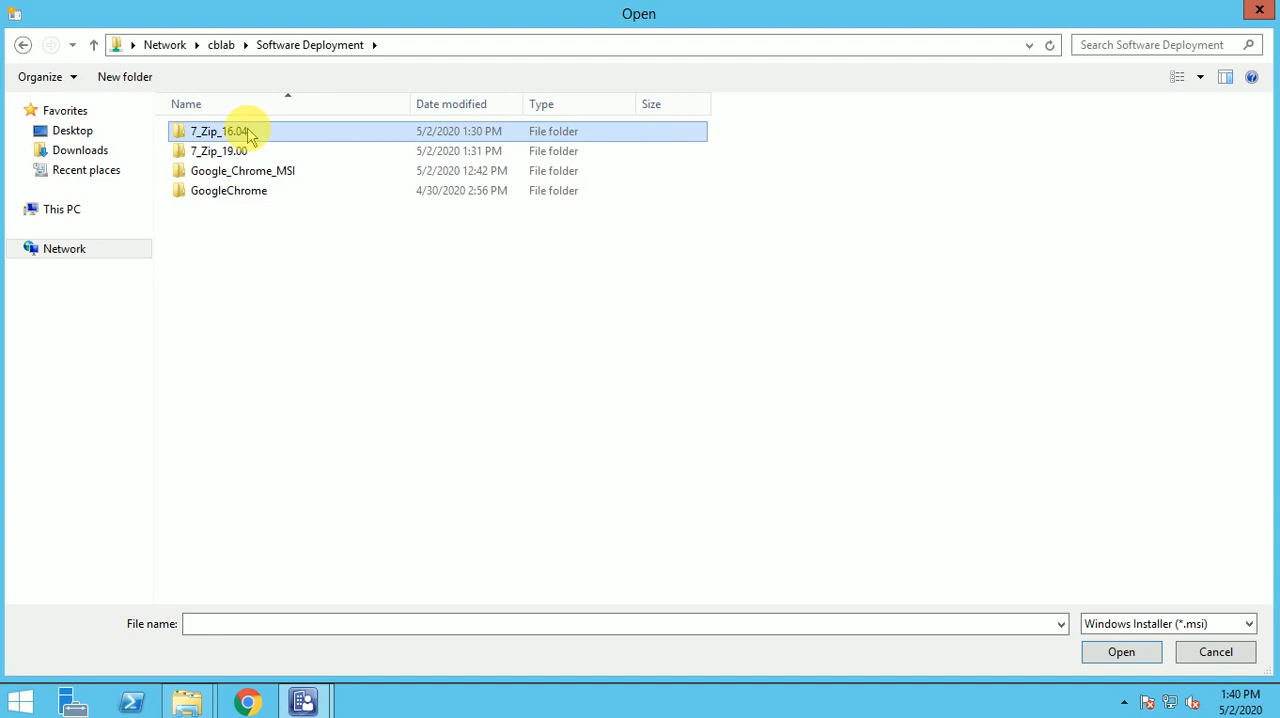 Open
Network cblab Software Deployment
Search Software Deployment
Organize New folder
Name Date modified Type Size
Favorites
Desktop
Downloads
Recent places
This PC
Network
7_Zip_16.04 5/2/2020 1:30 PM File folder
7_Zip_19.00 5/2/2020 1:31 PM File folder
Google_Chrome_MSI 5/2/2020 12:42 PM File folder
GoogleChrome 4/30/2020 2:56 PM File folder
File name:
Windows Installer (*.msi)
Open Cancel
1:40 PM
5/2/2020